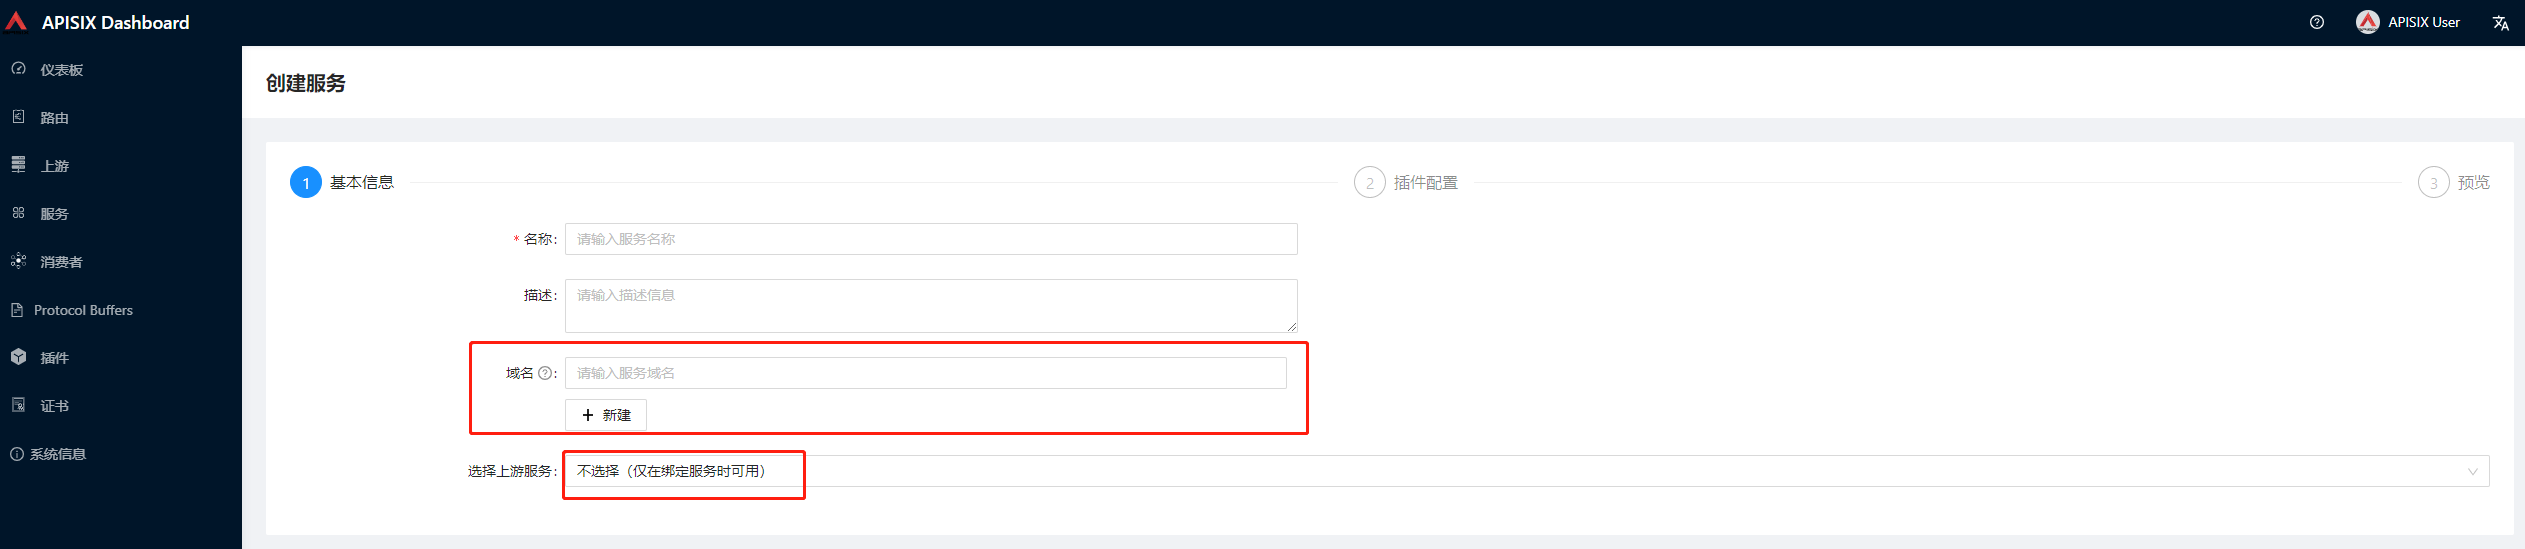 APISIX Dashboard
APISIX User
仪表板
路由
上游
服务
消费者
Protocol Buffers
插件
证书
系统信息
创建服务
1 基本信息
2 插件配置
3 预览
* 名称:
请输入服务名称
描述:
请输入描述信息
域名 ? :
请输入服务域名
+ 新建
选择上游服务:
不选择（仅在绑定服务时可用）